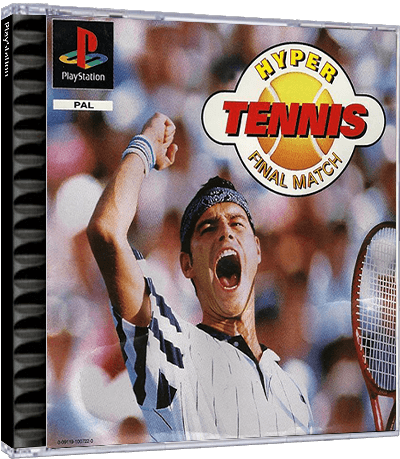 PlayStation
PlayStation
PAL
HYPER
TENNIS
FINAL MATCH